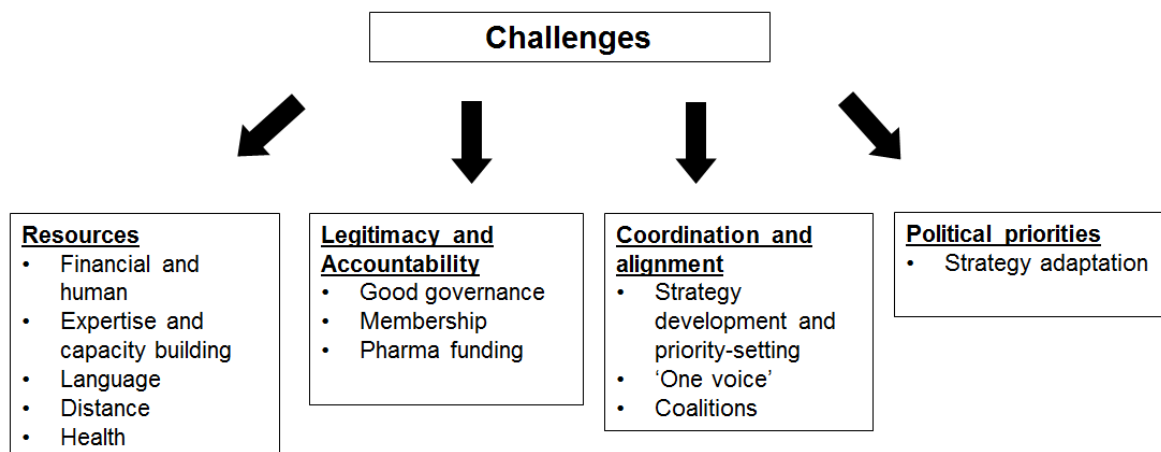 Challenges
Resources
• Financial and
human
• Expertise and
capacity building
• Language
• Distance
• Health
Legitimacy and
Accountability
• Good governance
• Membership
• Pharma funding
Coordination and
alignment
• Strategy
development and
priority-setting
• ‘One voice’
• Coalitions
Political priorities
• Strategy adaptation